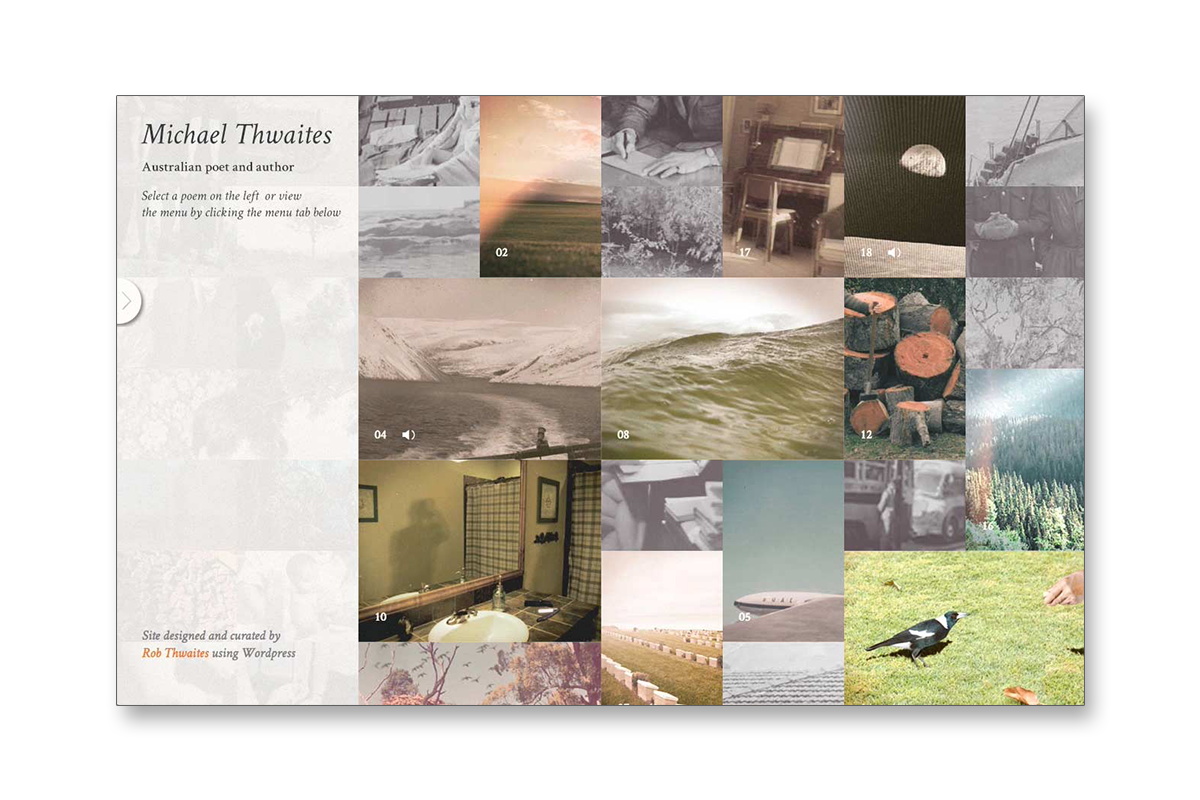 Michael Thwaites
Australian poet and author
Select a poem on the left or view
the menu by clicking the menu tab below
02
17
18
04
08
12
10
05
Site designed and curated by
Rob Thwaites using Wordpress